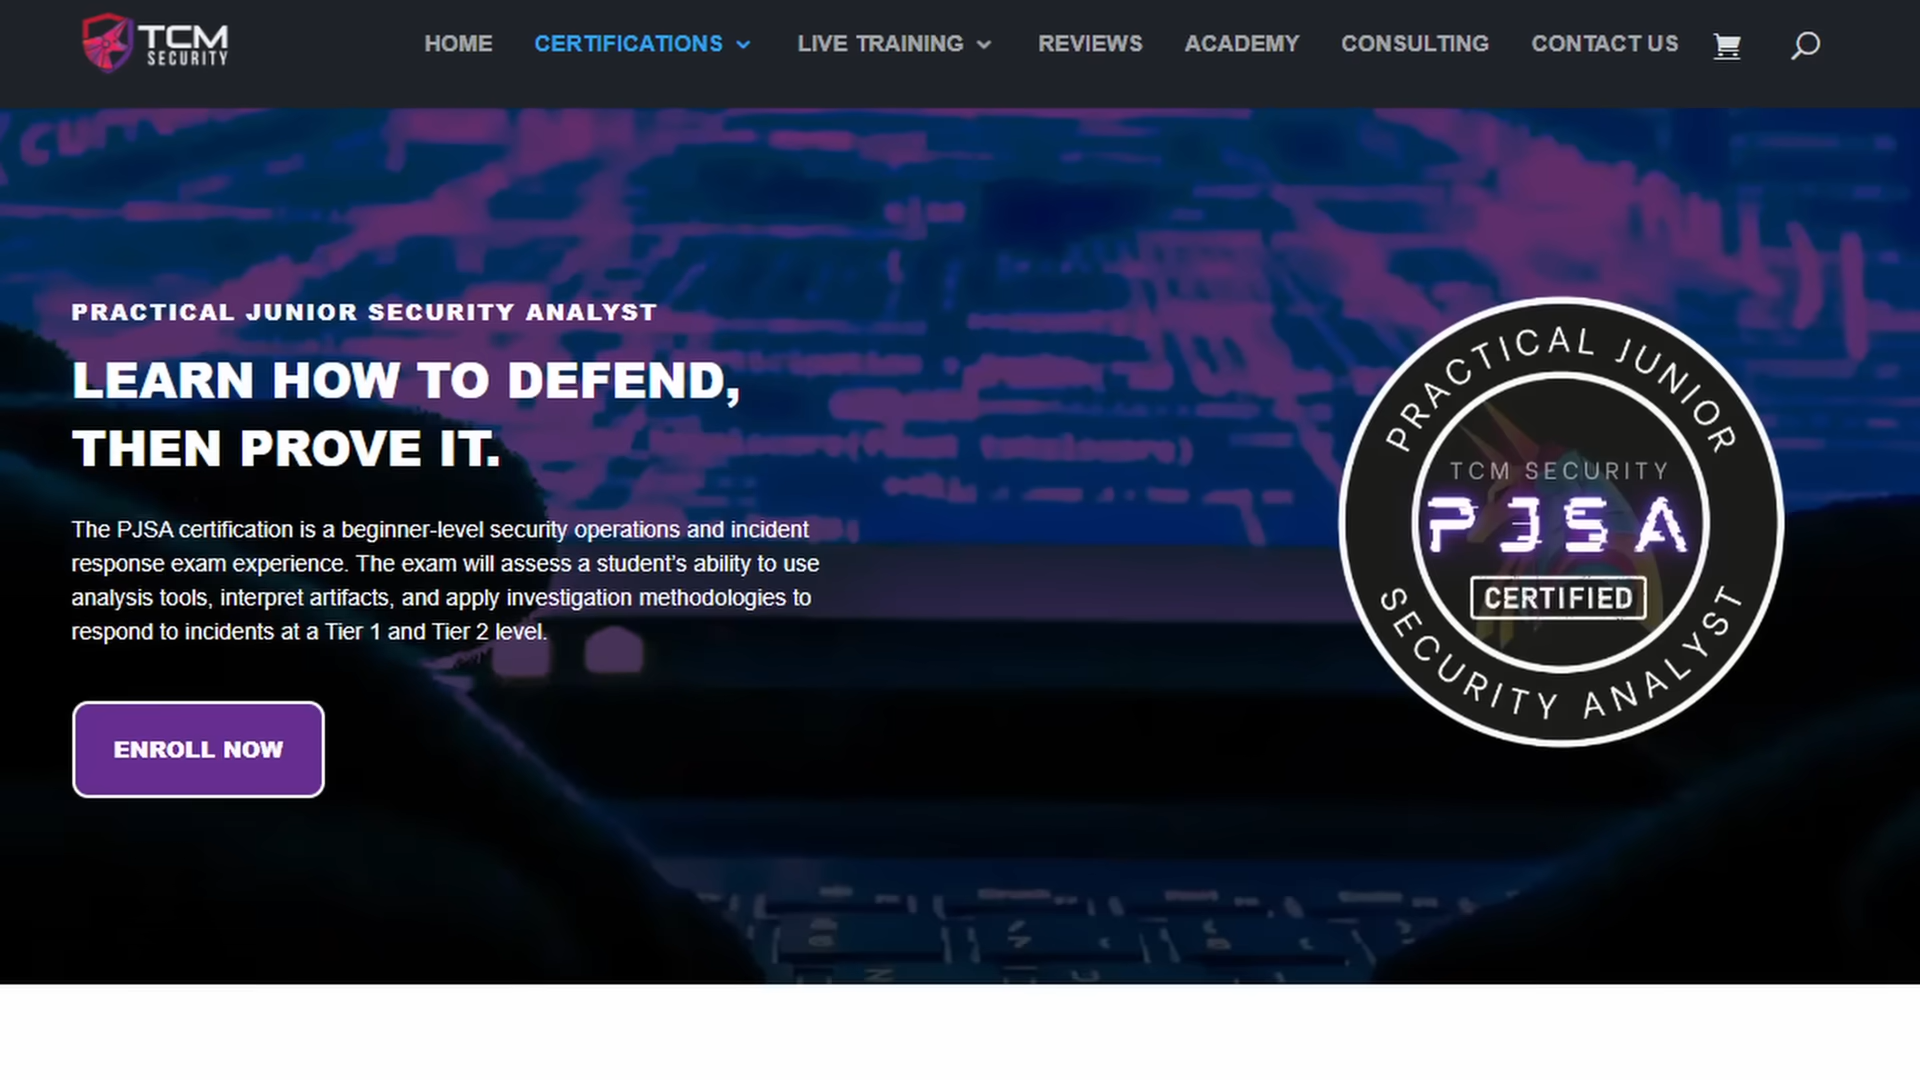 TCM
SECURITY
HOME
CERTIFICATIONS
LIVE TRAINING
REVIEWS
ACADEMY
CONSULTING
CONTACT US
PRACTICAL JUNIOR SECURITY ANALYST
LEARN HOW TO DEFEND,
THEN PROVE IT.
The PJSA certification is a beginner-level security operations and incident
response exam experience. The exam will assess a student's ability to use
analysis tools, interpret artifacts, and apply investigation methodologies to
respond to incidents at a Tier 1 and Tier 2 level.
ENROLL NOW
PRACTICAL JUNIOR
TCM SECURITY
PJSA
CERTIFIED
SECURITY ANALYST